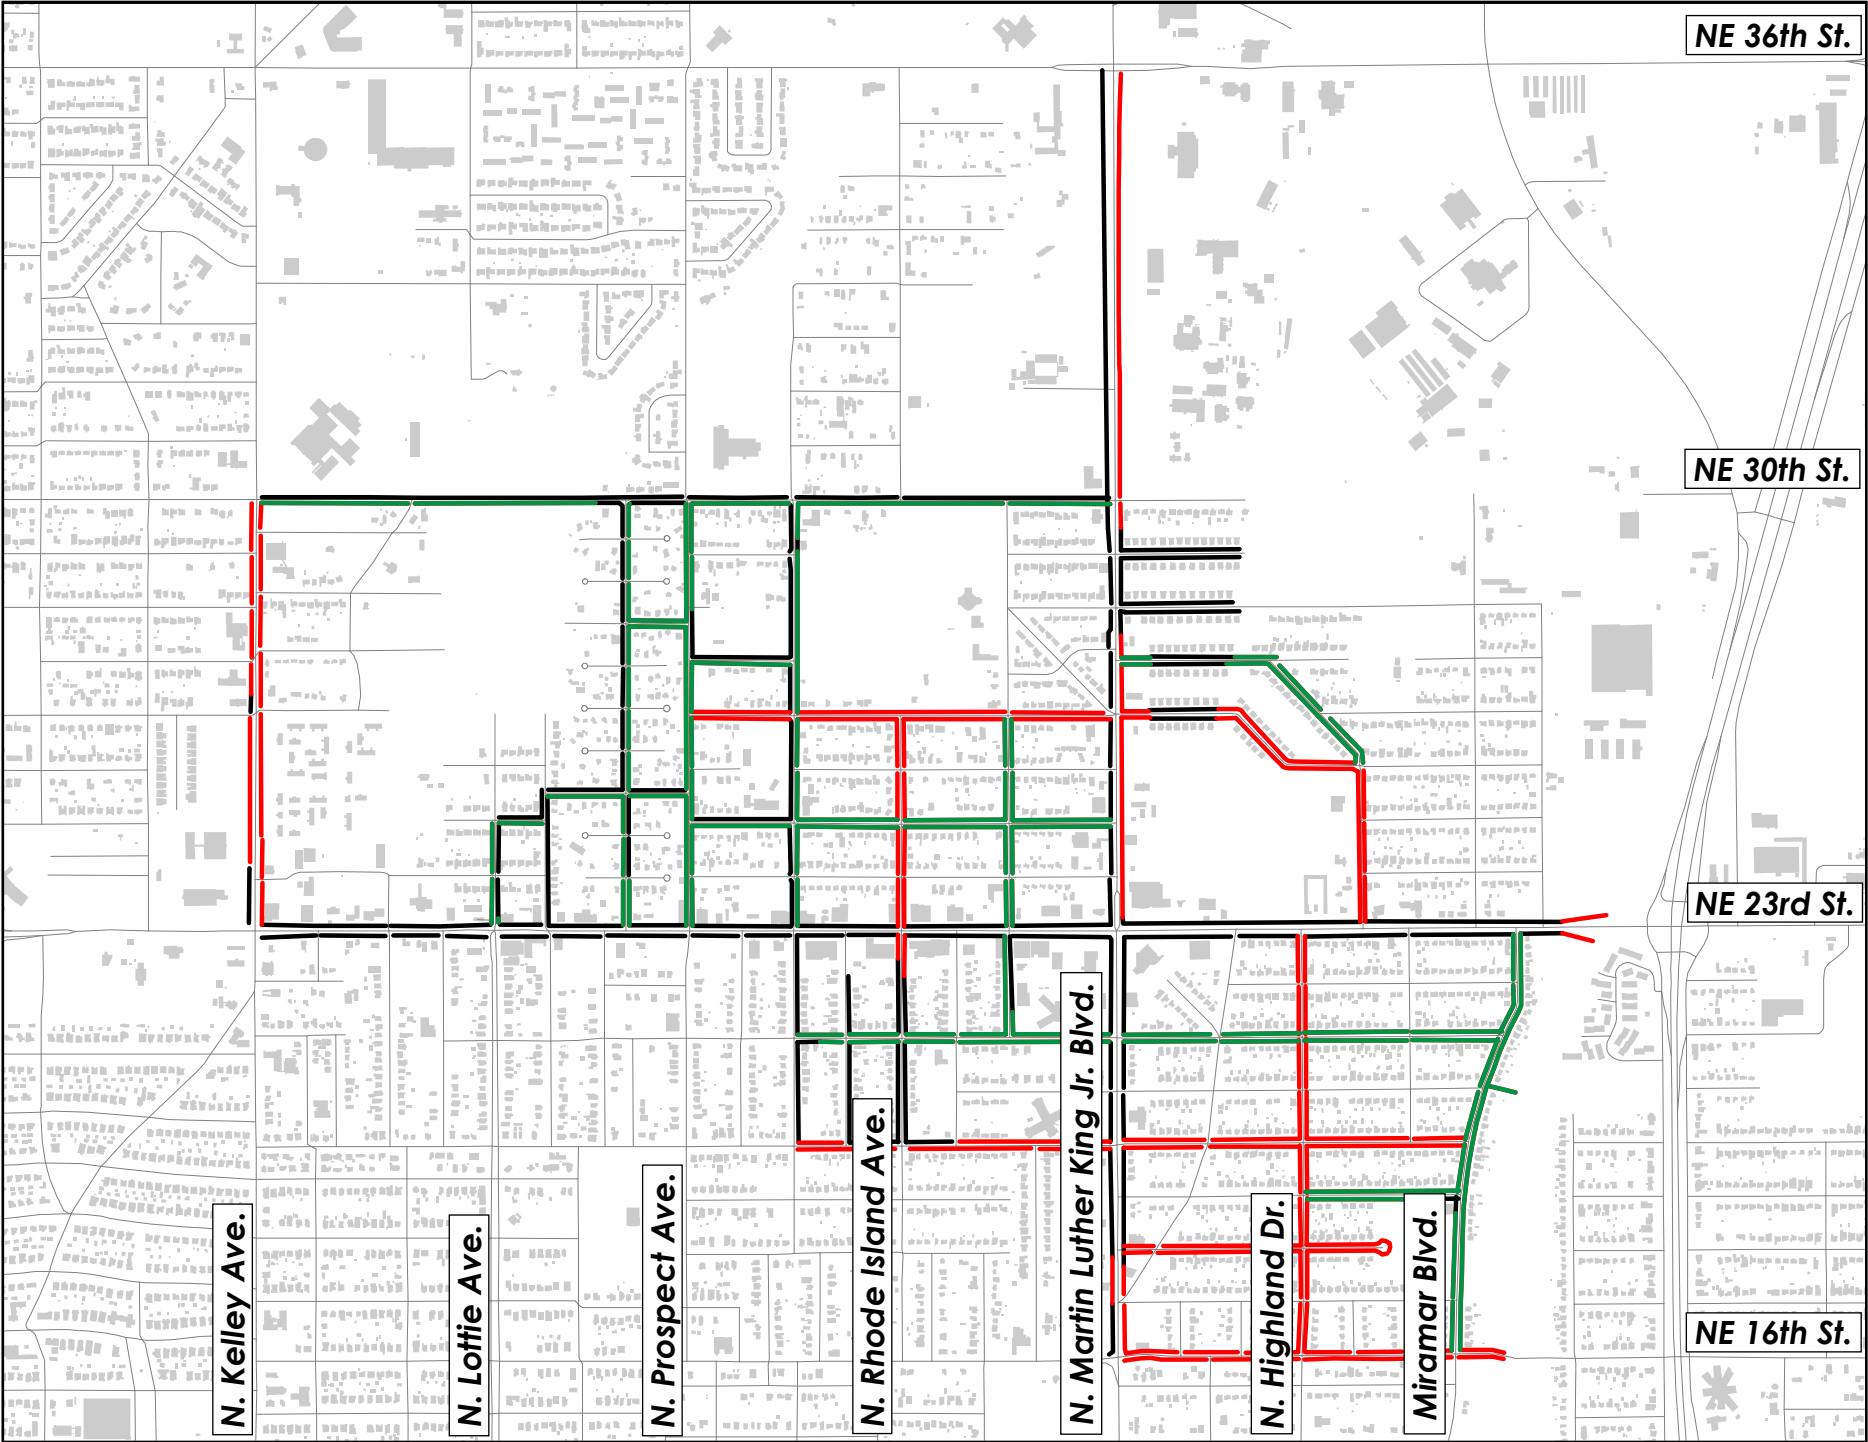 NE 36th St.
NE 30th St.
NE 23rd St.
NE 16th St.
N. Kelley Ave.
N. Lottie Ave.
N. Prospect Ave.
N. Rhode Island Ave.
N. Martin Luther King Jr. Blvd.
N. Highland Dr.
Miramar Blvd.